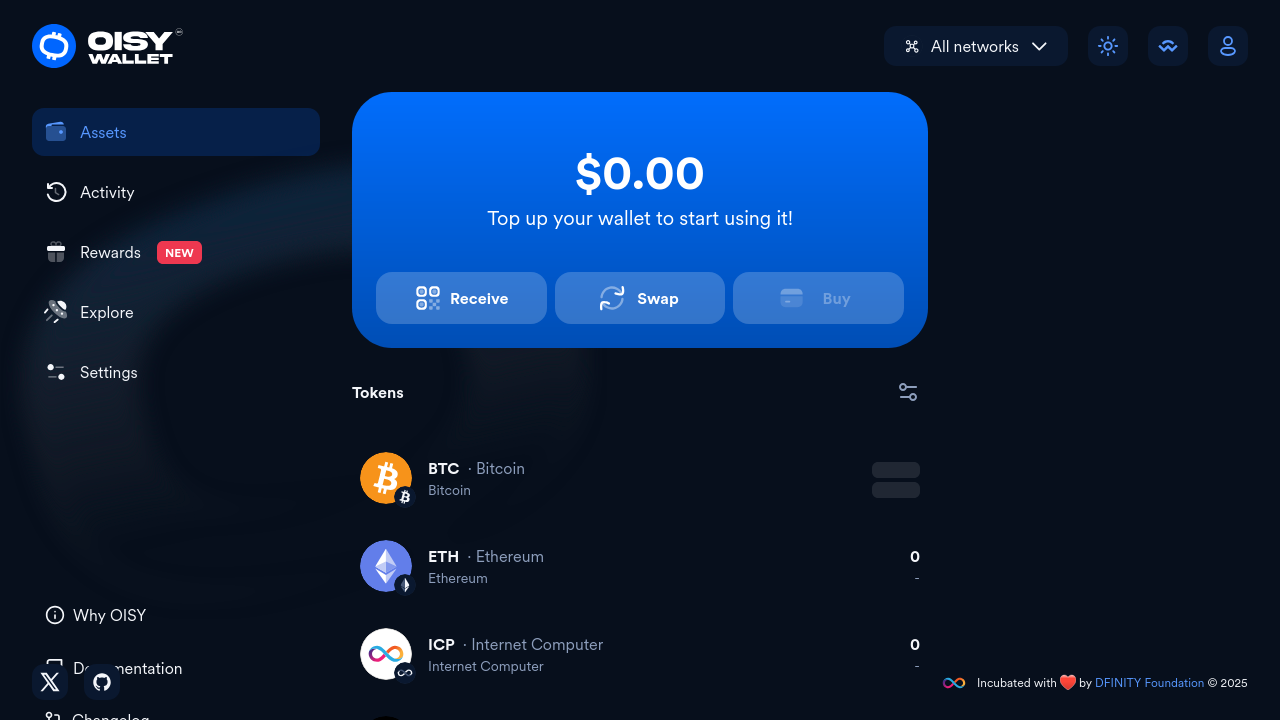 OISY
WALLET
All networks
Assets
Activity
Rewards NEW
Explore
Settings
$0.00
Top up your wallet to start using it!
Receive
Swap
Buy
Tokens
BTC · Bitcoin
Bitcoin
ETH · Ethereum
Ethereum
0
-
ICP · Internet Computer
Internet Computer
0
-
Why OISY
Documentation
Changelog
Incubated with ❤️ by DFINITY Foundation © 2025